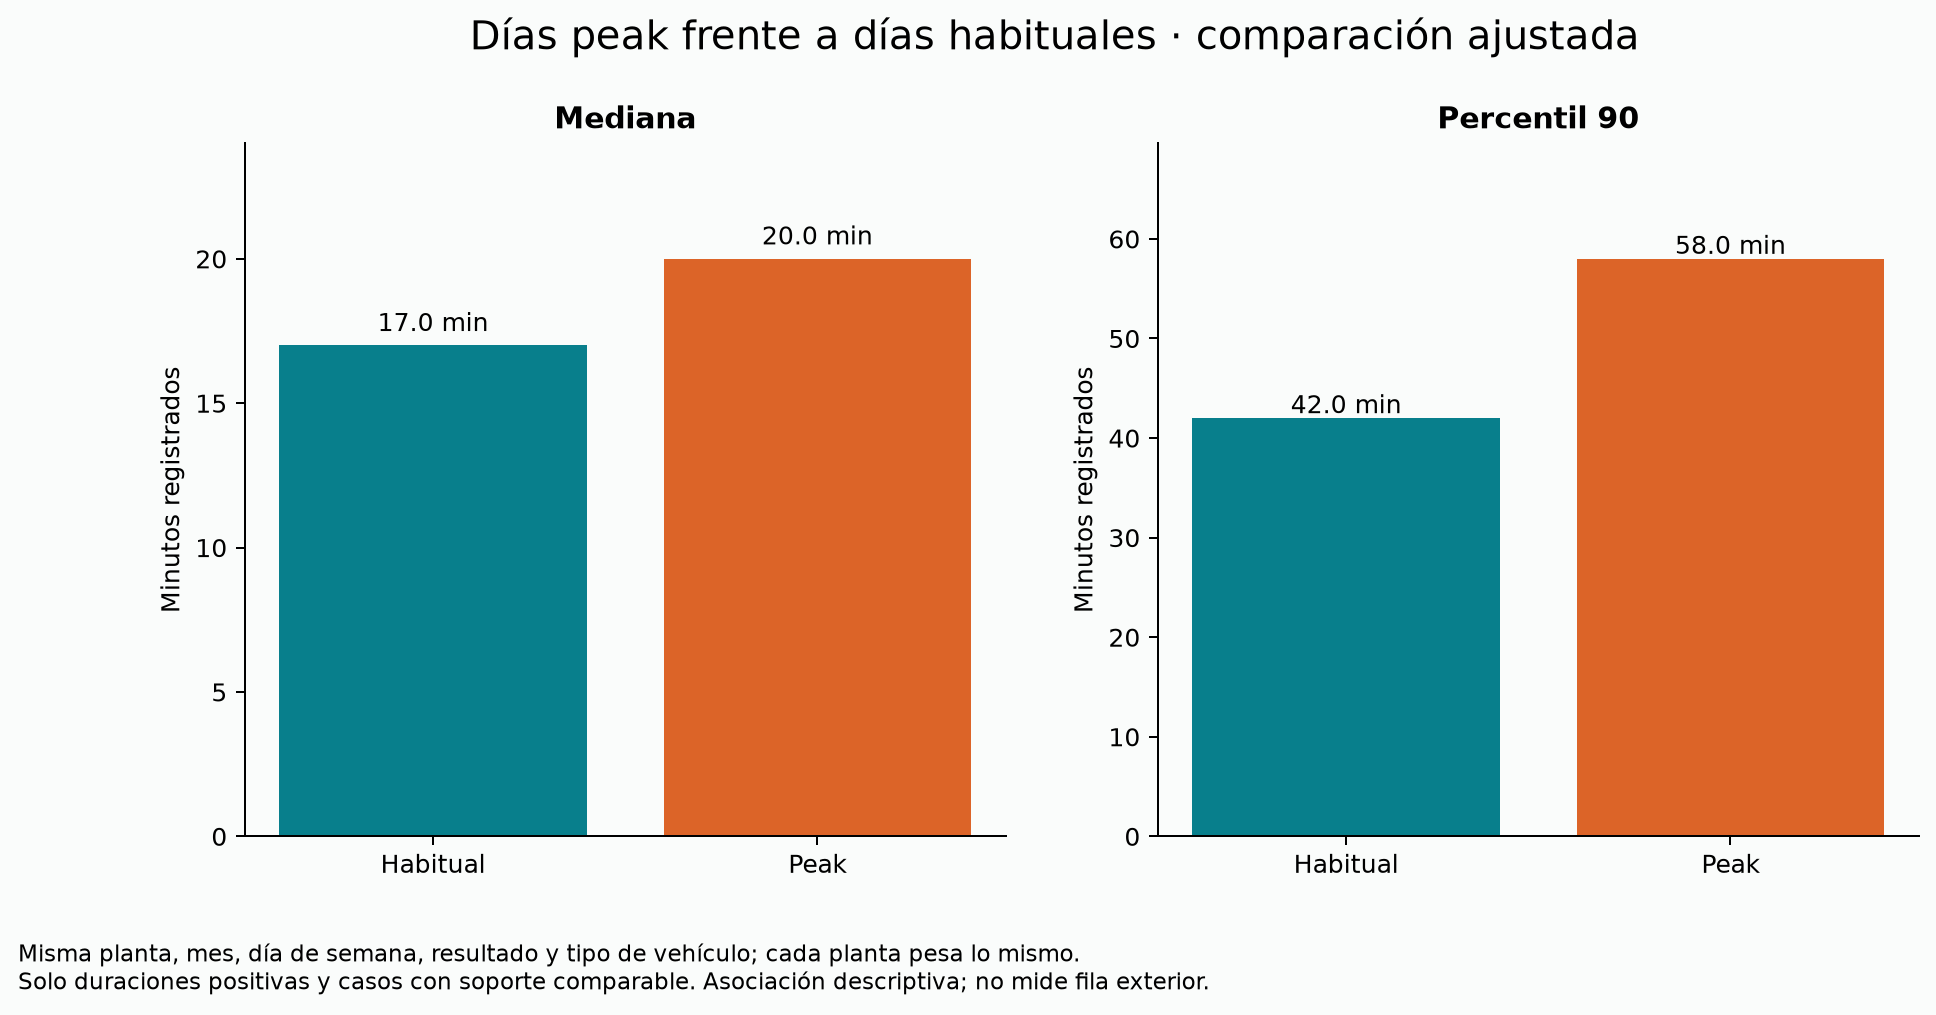 Días peak frente a días habituales · comparación ajustada
Mediana
Minutos registrados
20
15
10
5
0
17.0 min
20.0 min
Habitual
Peak
Percentil 90
Minutos registrados
60
50
40
30
20
10
0
42.0 min
58.0 min
Habitual
Peak
Misma planta, mes, día de semana, resultado y tipo de vehículo; cada planta pesa lo mismo.
Solo duraciones positivas y casos con soporte comparable. Asociación descriptiva; no mide fila exterior.